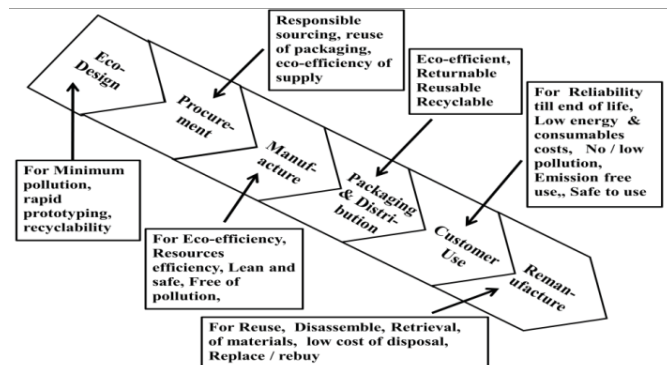 Eco-
Design
Procure-
ment
Manuf-
acture
Packaging
& Distri-
bution
Customer
Use
Reman-
ufacture
Responsible
sourcing, reuse
of packaging,
eco-efficiency of
supply
Eco-efficient,
Returnable
Reusable
Recyclable
For Reliability
till end of life,
Low energy &
consumables
costs, No / low
pollution,
Emission free
use,, Safe to use
For Minimum
pollution,
rapid
prototyping,
recyclability
For Eco-efficiency,
Resources
efficiency, Lean and
safe, Free of
pollution,
For Reuse, Disassemble, Retrieval,
of materials, low cost of disposal,
Replace / rebuy